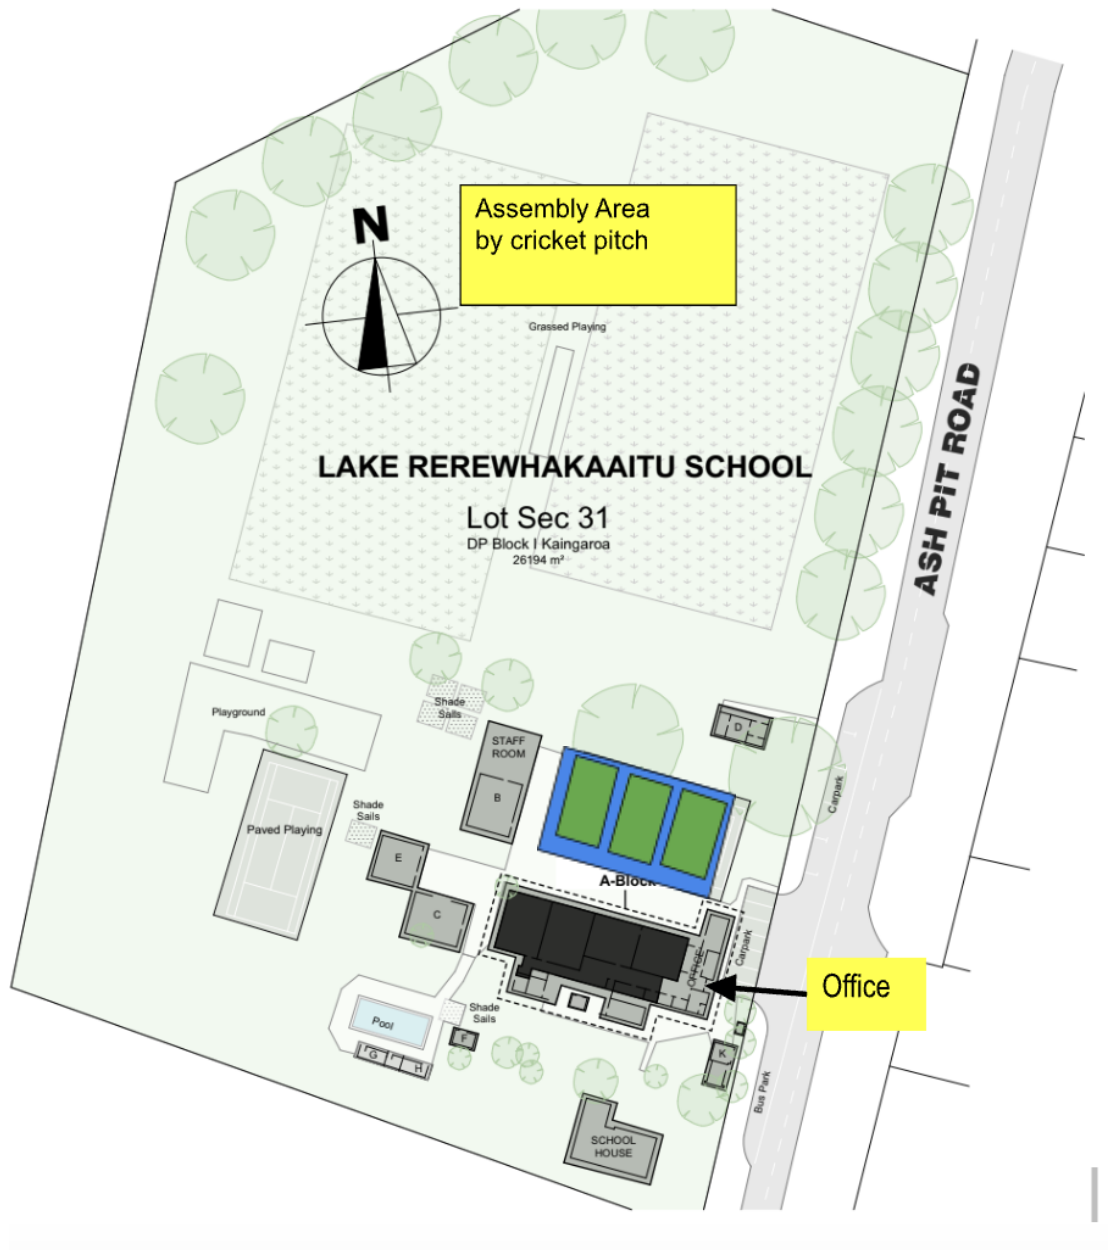 N
Assembly Area
by cricket pitch
Grassed Playing
LAKE REREWHAKAAITU SCHOOL
Lot Sec 31
DP Block I Kaingaroa
26194 m²
ASH PIT ROAD
Shade
Sails
Playground
STAFF
ROOM
B
D
Carpark
Shade
Sails
Paved Playing
E
A-Block
C
OFFICE
Carpark
Office
Pool
Shade
Sails
F
G
H
K
Bus Park
SCHOOL
HOUSE